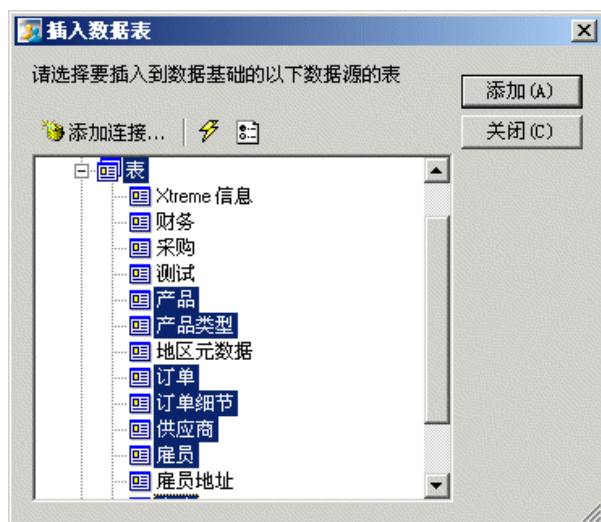 插入数据表
请选择要插入到数据基础的以下数据源的表
添加(A)
添加连接...
关闭(C)
表
Xtreme 信息
财务
采购
测试
产品
产品类型
地区元数据
订单
订单细节
供应商
雇员
雇员地址